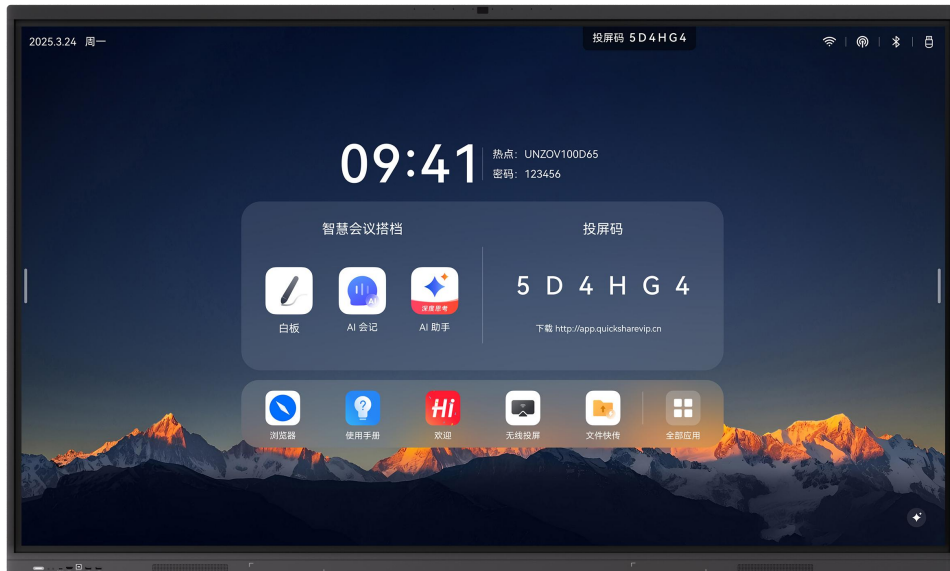 2025.3.24 周一
投屏码 5D4HG4
09:41
热点：UNZOV100D65
密码：123456
智慧会议搭档
投屏码
5 D 4 H G 4
白板
AI
AI 会记
深度思考
AI 助手
下载 http://app.quicksharevip.cn
Hi
浏览器
使用手册
欢迎
无线投屏
文件快传
全部应用